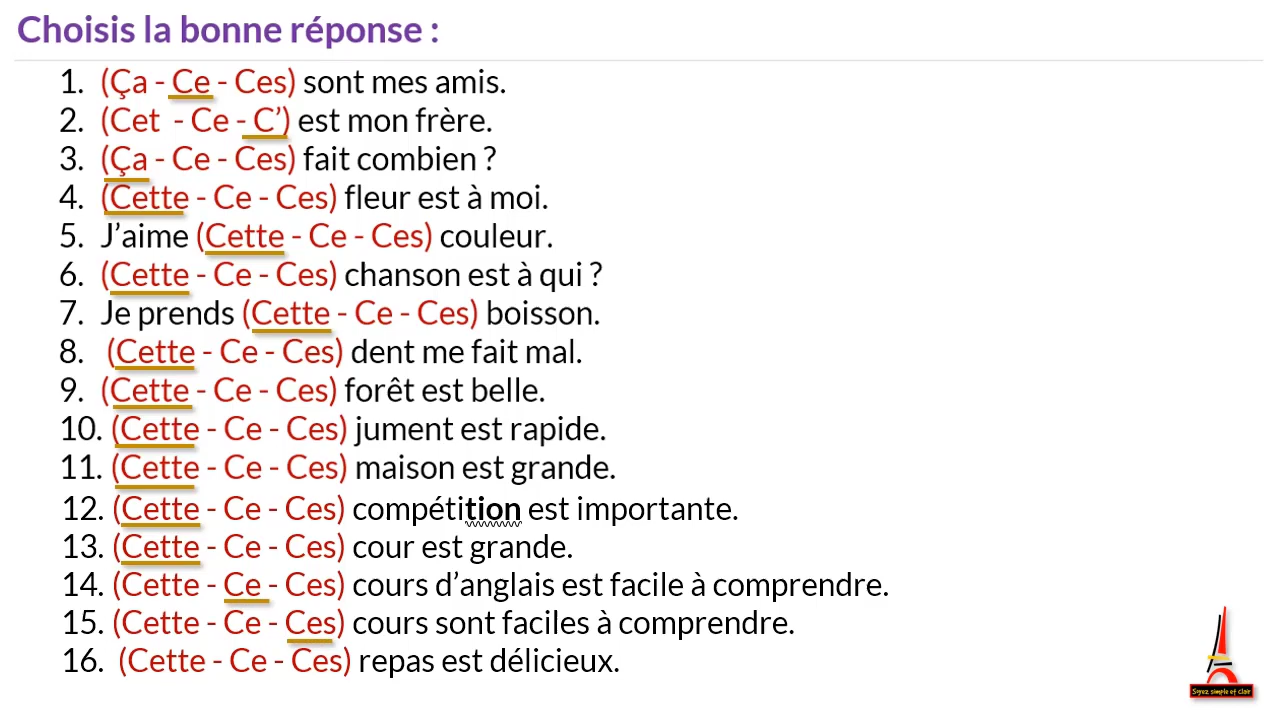 Choisis la bonne réponse :
1. (Ça - Ce - Ces) sont mes amis.
2. (Cet - Ce - C’) est mon frère.
3. (Ça - Ce - Ces) fait combien ?
4. (Cette - Ce - Ces) fleur est à moi.
5. J’aime (Cette - Ce - Ces) couleur.
6. (Cette - Ce - Ces) chanson est à qui ?
7. Je prends (Cette - Ce - Ces) boisson.
8. (Cette - Ce - Ces) dent me fait mal.
9. (Cette - Ce - Ces) forêt est belle.
10. (Cette - Ce - Ces) jument est rapide.
11. (Cette - Ce - Ces) maison est grande.
12. (Cette - Ce - Ces) compétition est importante.
13. (Cette - Ce - Ces) cour est grande.
14. (Cette - Ce - Ces) cours d’anglais est facile à comprendre.
15. (Cette - Ce - Ces) cours sont faciles à comprendre.
16. (Cette - Ce - Ces) repas est délicieux.
Soyez simple et clair